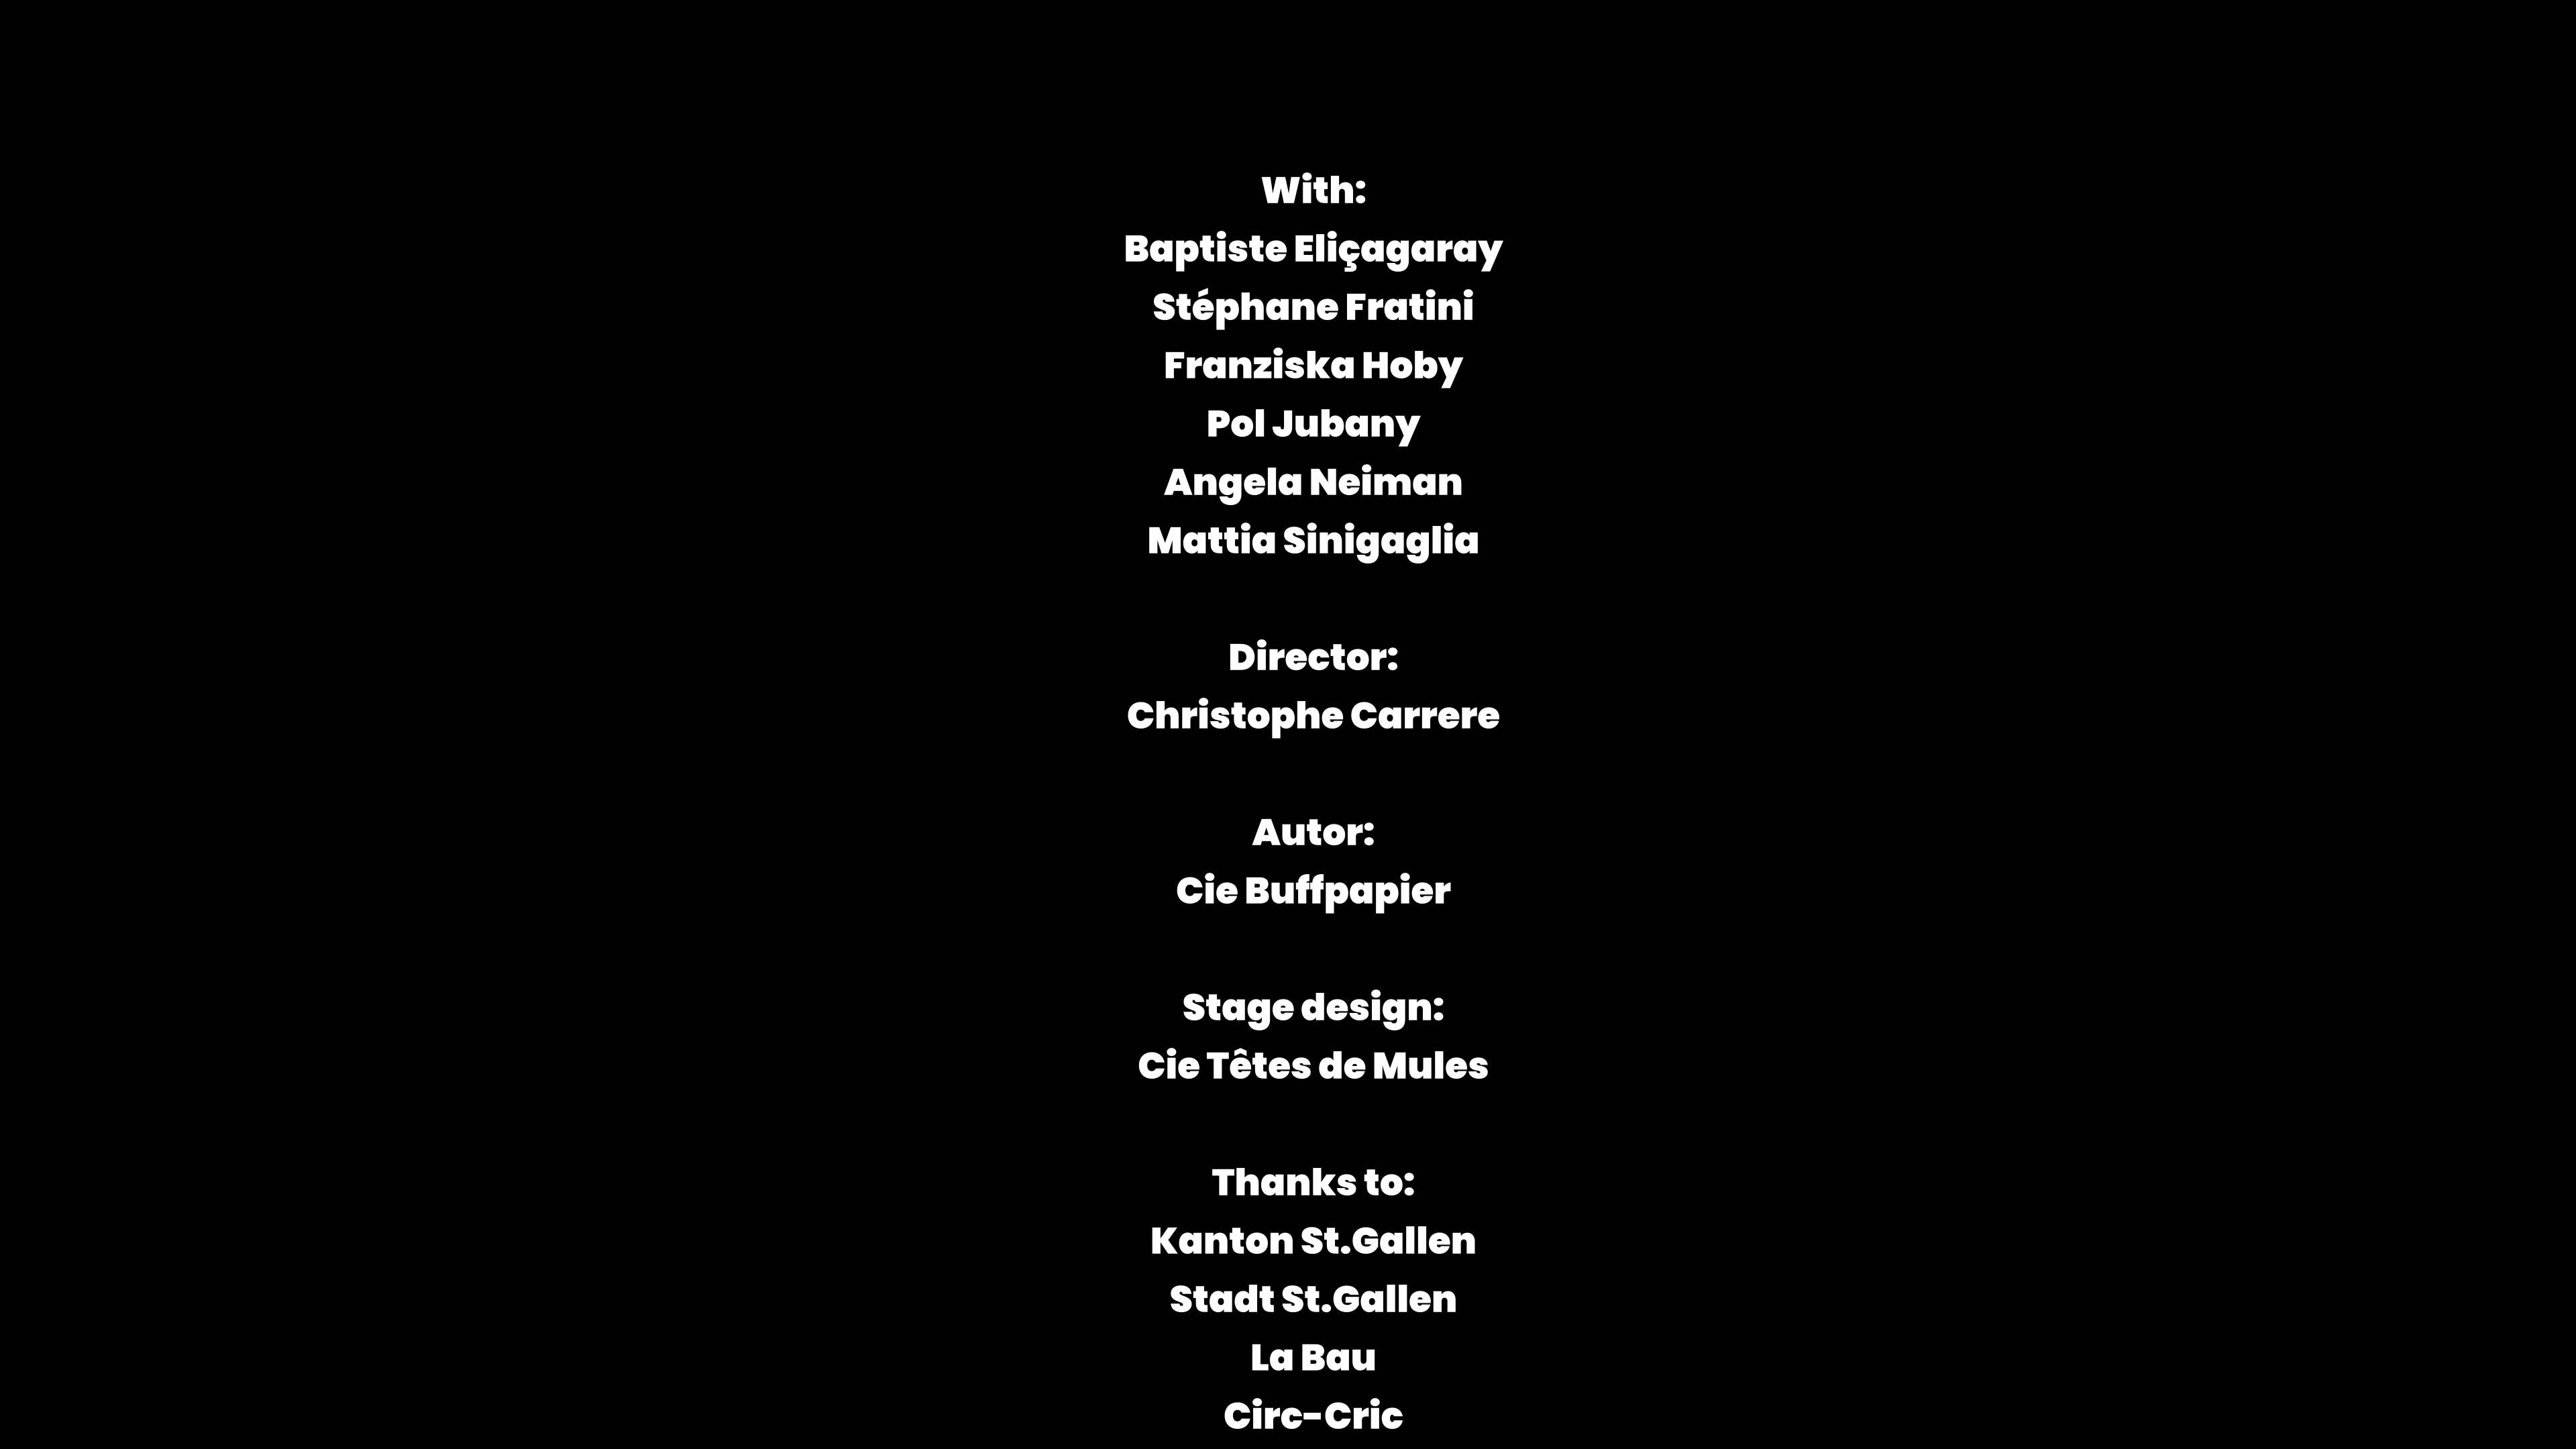 With:
Baptiste Eliçagaray
Stéphane Fratini
Franziska Hoby
Pol Jubany
Angela Neiman
Mattia Sinigaglia
Director:
Christophe Carrere
Autor:
Cie Buffpapier
Stage design:
Cie Têtes de Mules
Thanks to:
Kanton St.Gallen
Stadt St.Gallen
La Bau
Circ-Cric